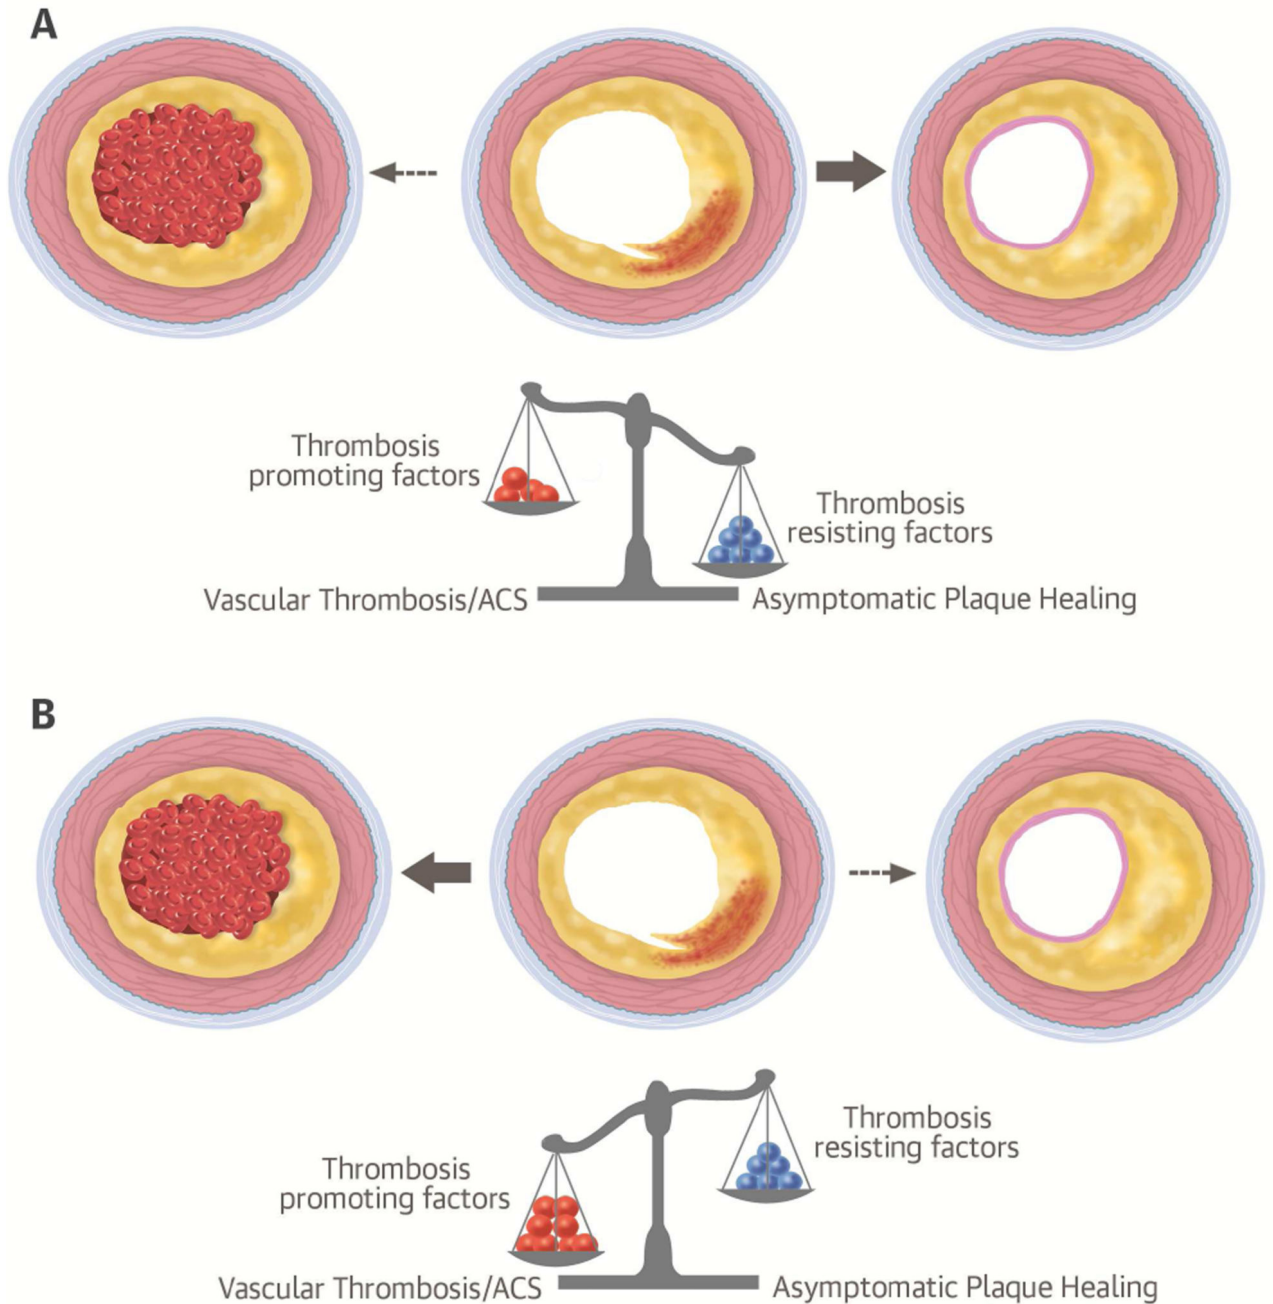 A
Thrombosis
promoting factors
Thrombosis
resisting factors
Vascular Thrombosis/ACS
Asymptomatic Plaque Healing
B
Thrombosis
resisting factors
Thrombosis
promoting factors
Vascular Thrombosis/ACS
Asymptomatic Plaque Healing